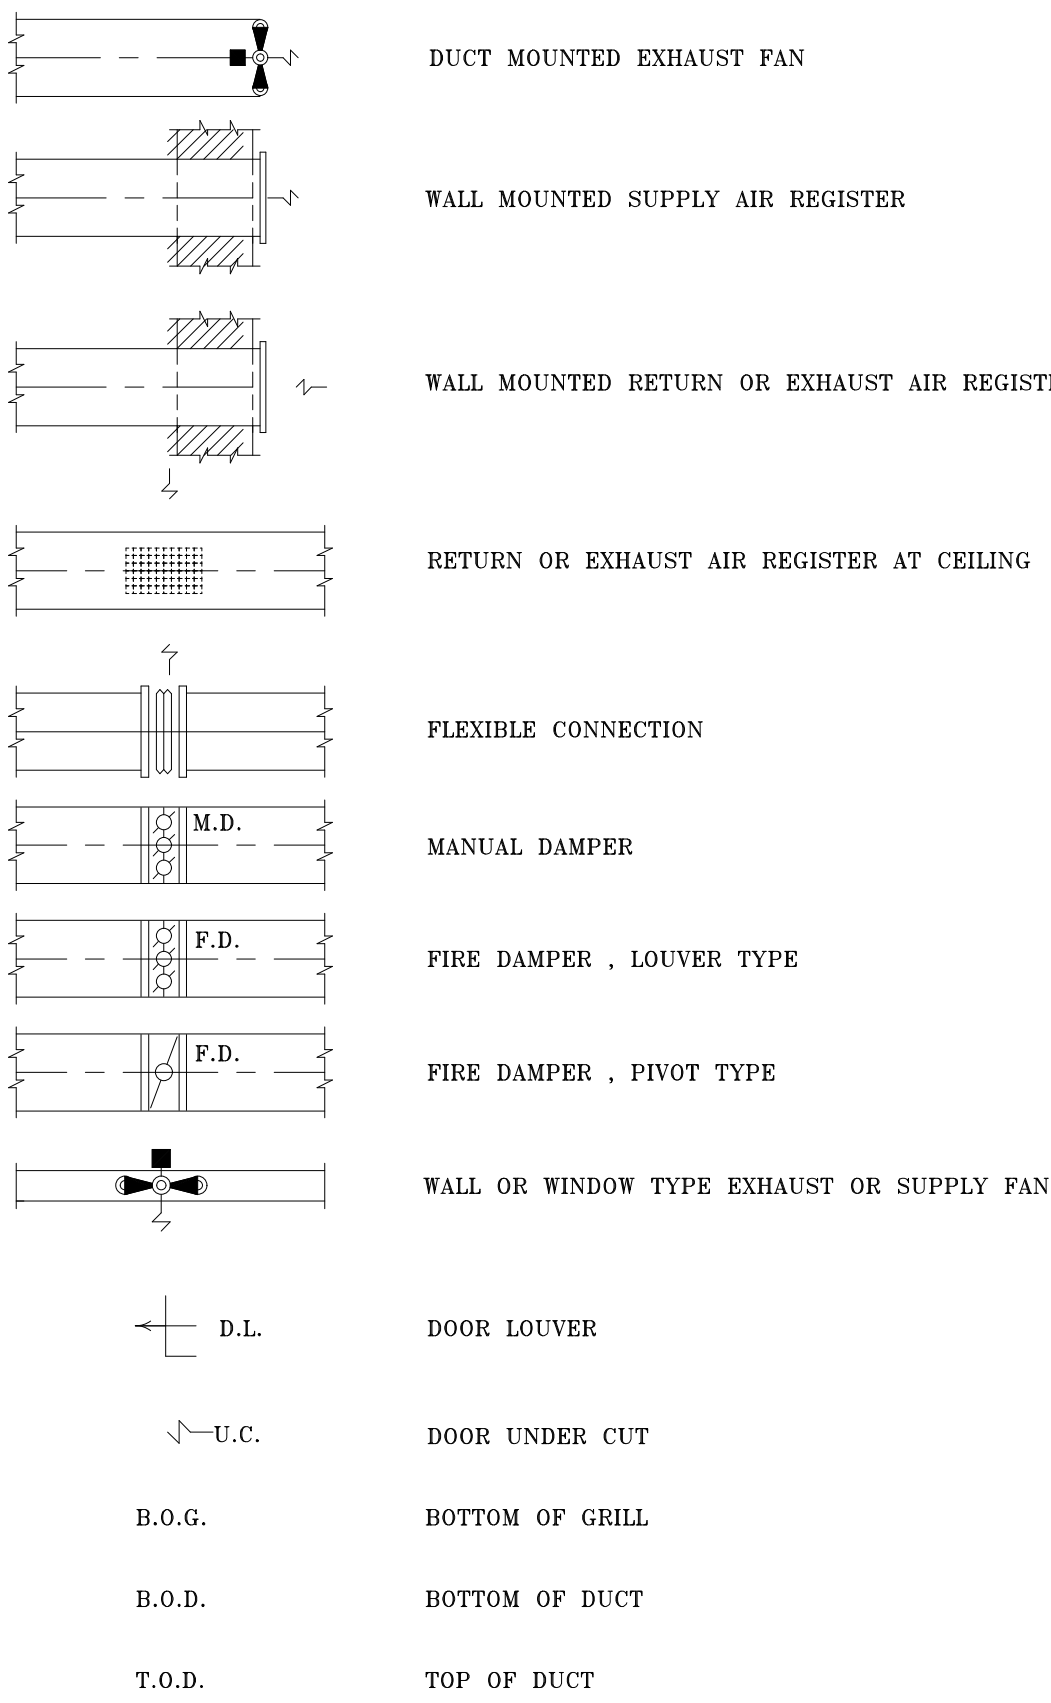 DUCT MOUNTED EXHAUST FAN
WALL MOUNTED SUPPLY AIR REGISTER
WALL MOUNTED RETURN OR EXHAUST AIR
RETURN OR EXHAUST AIR REGISTER AT CEILING
FLEXIBLE CONNECTION
M.D.
MANUAL DAMPER
F.D.
FIRE DAMPER , LOUVER TYPE
F.D.
FIRE DAMPER , PIVOT TYPE
WALL OR WINDOW TYPE EXHAUST OR SUPPLY FAN
D.L. DOOR LOUVER
U.C. DOOR UNDER CUT
B.O.G. BOTTOM OF GRILL
B.O.D. BOTTOM OF DUCT
T.O.D. TOP OF DUCT